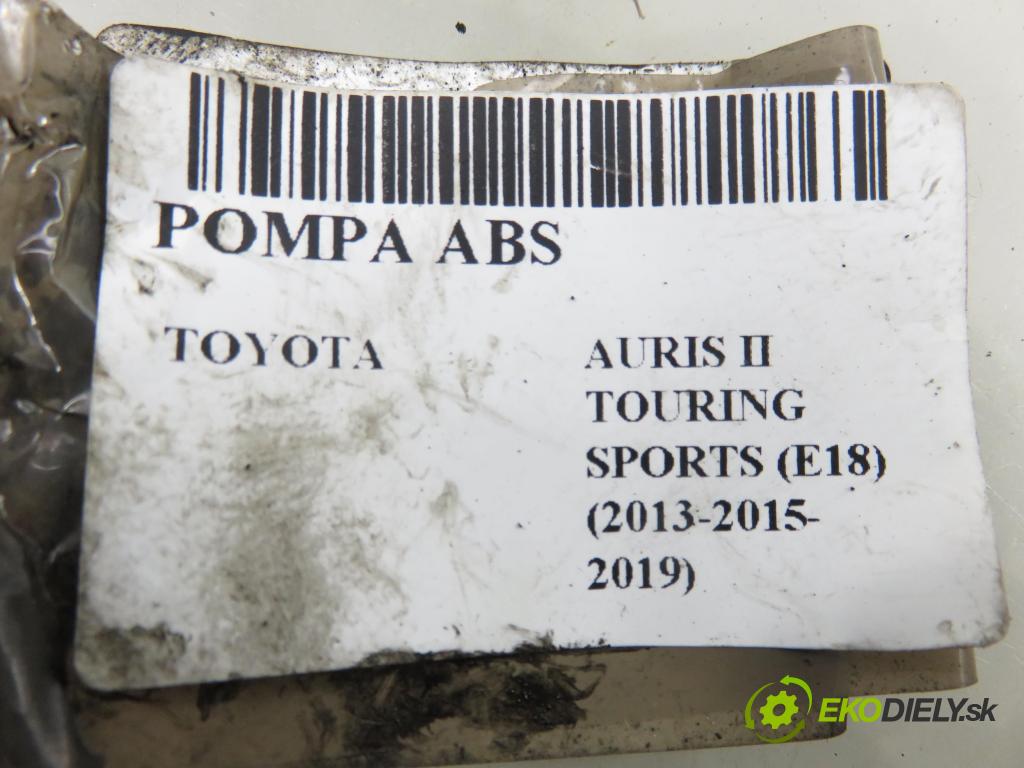 POMPA ABS
TOYOTA
AURIS II
TOURING
SPORTS (E18)
(2013-2015-
2019)
EKODIELY.sk